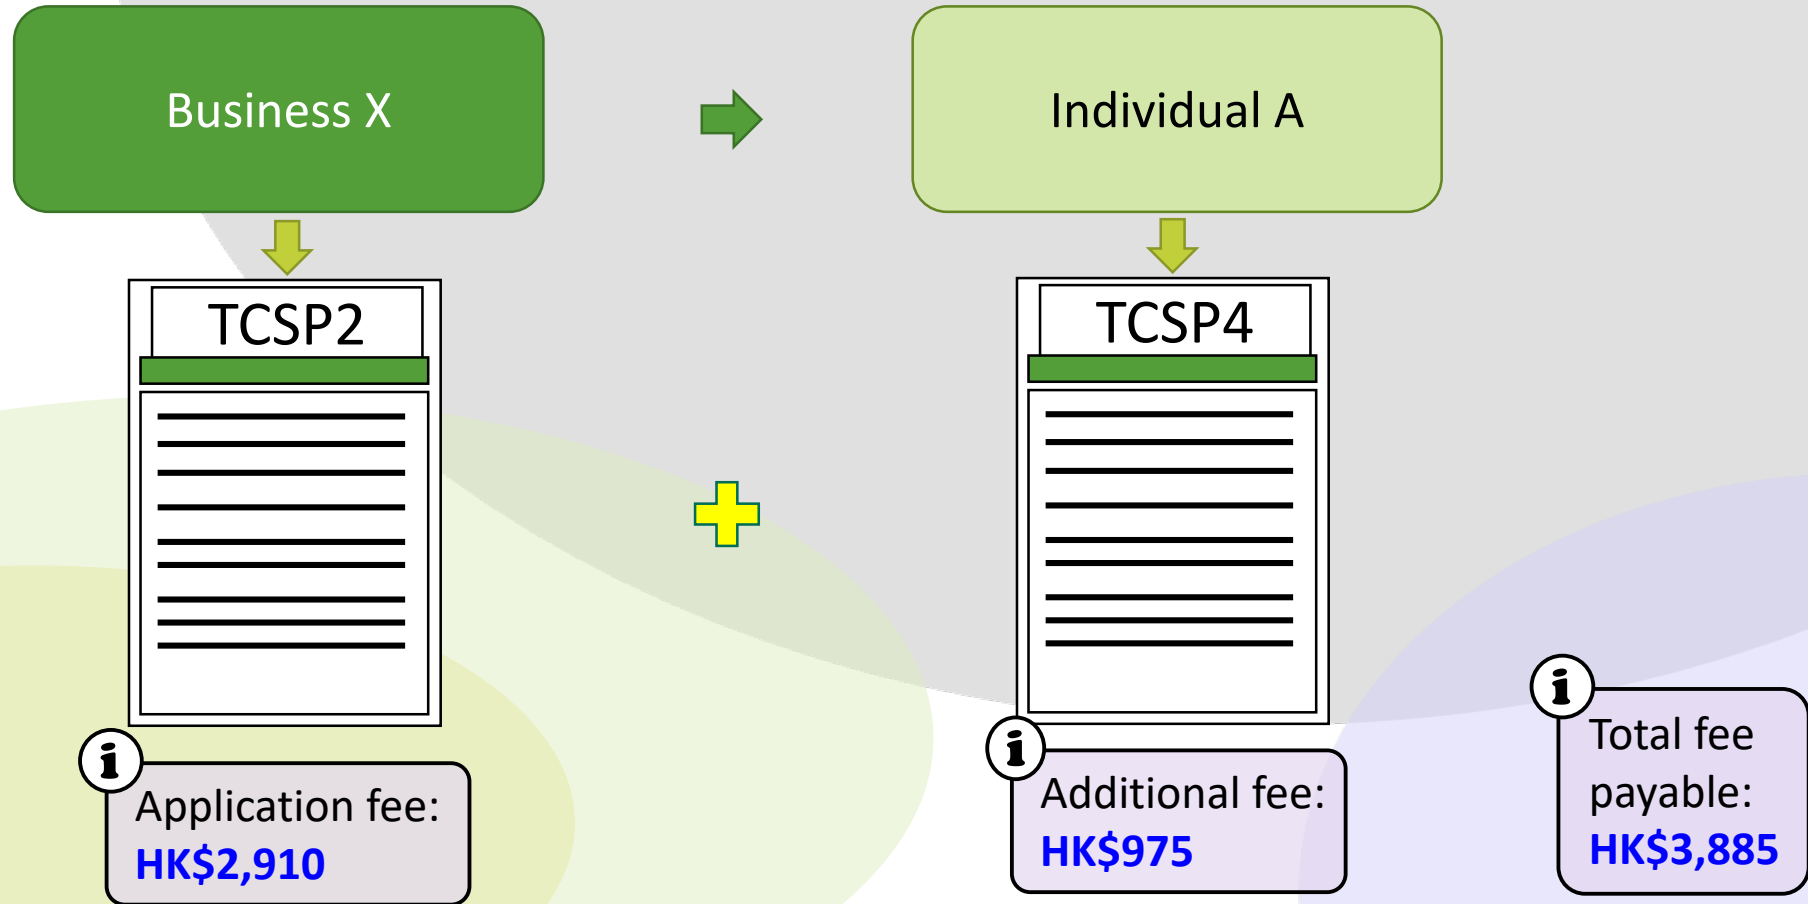 Business X
Individual A
TCSP2
TCSP4
i
Application fee:
HK$2,910
i
Additional fee:
HK$975
i
Total fee
payable:
HK$3,885